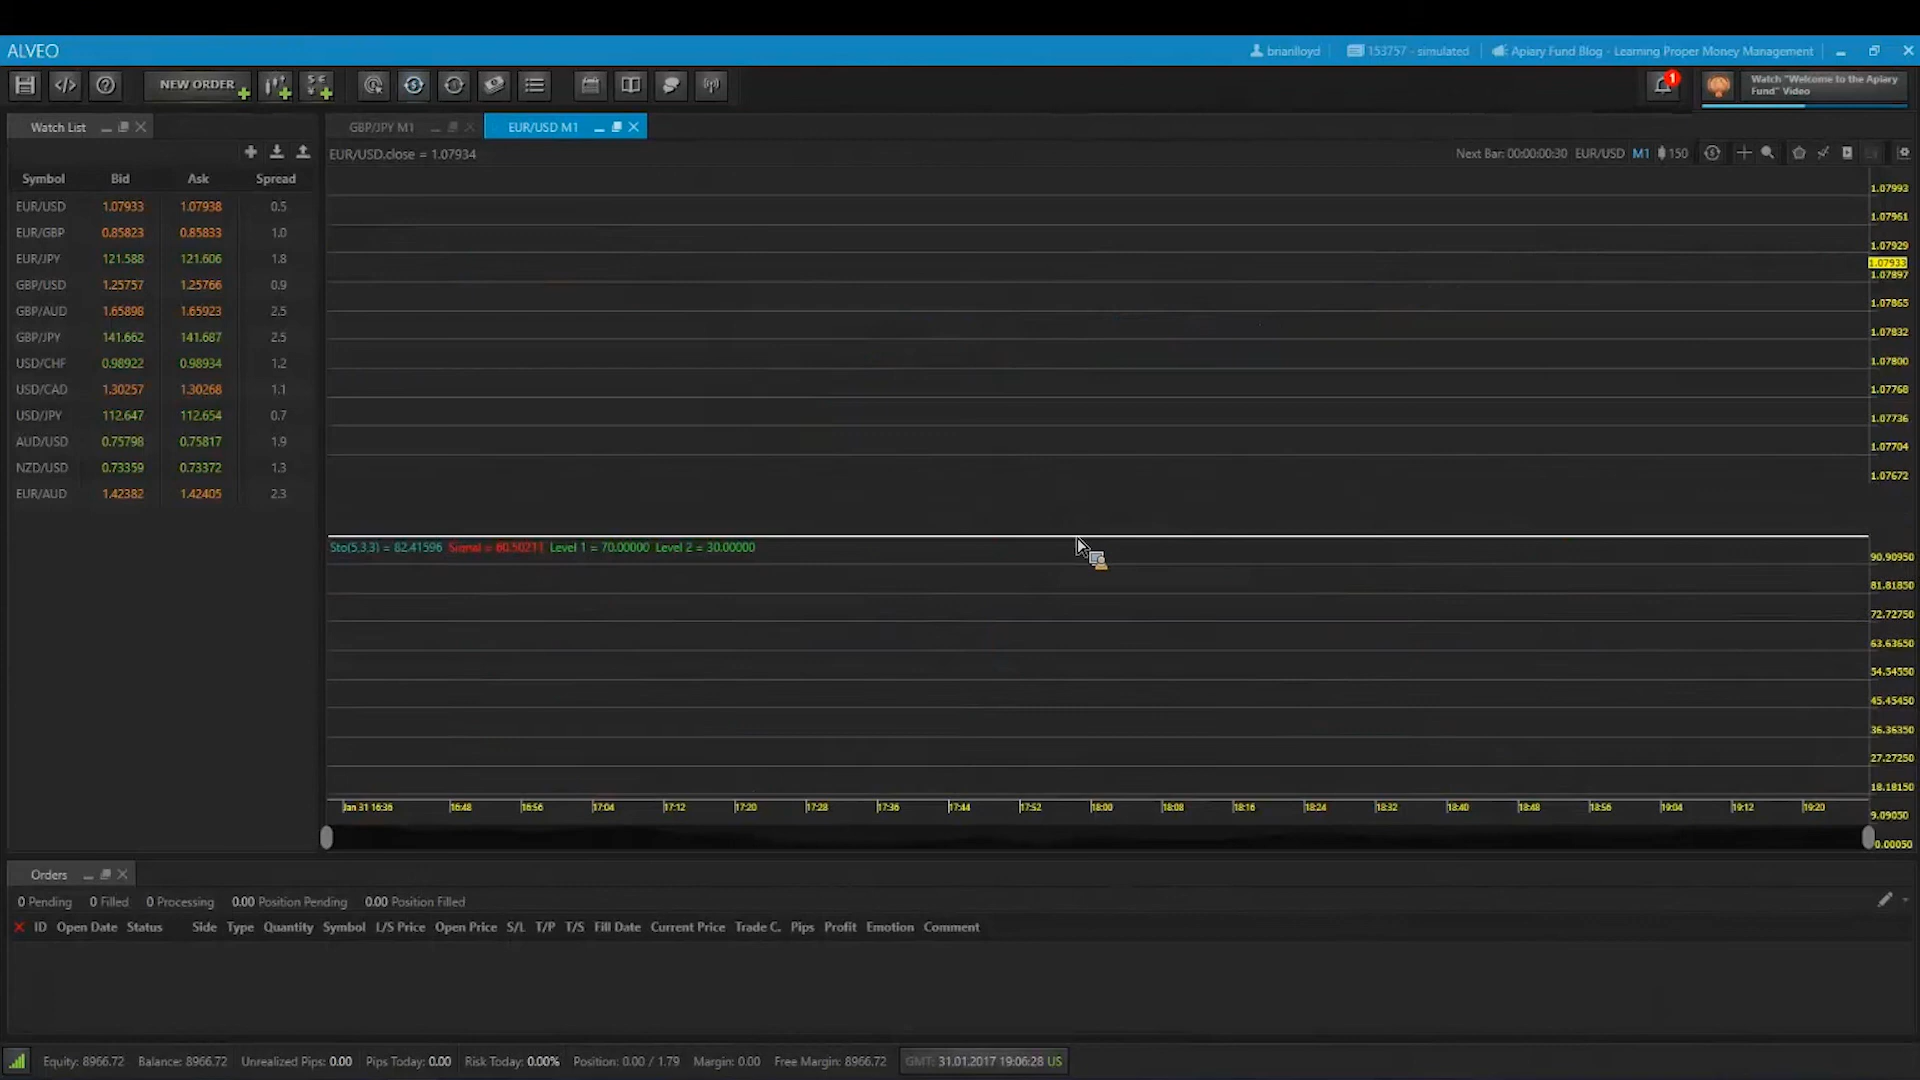 ALVEO
brianlloyd 153757 - simulated Apiary Fund Blog - Learning Proper Money Management
NEW ORDER 1 Watch "Welcome to the Apiary
Fund" Video
Watch List GBP/JPY M1 EUR/USD M1
EUR/USD.close = 1.07934 Next Bar: 00:00:00:30 EUR/USD M1 150
Symbol Bid Ask Spread
EUR/USD 1.07933 1.07938 0.5
EUR/GBP 0.85823 0.85833 1.0
EUR/JPY 121.588 121.606 1.8
GBP/USD 1.25757 1.25766 0.9
GBP/AUD 1.65898 1.65923 2.5
GBP/JPY 141.662 141.687 2.5
USD/CHF 0.98922 0.98934 1.2
USD/CAD 1.30257 1.30268 1.1
USD/JPY 112.647 112.654 0.7
AUD/USD 0.75798 0.75817 1.9
NZD/USD 0.73359 0.73372 1.3
EUR/AUD 1.42382 1.42405 2.3
1.07993
1.07961
1.07929
1.07933
1.07897
1.07865
1.07832
1.07800
1.07768
1.07736
1.07704
1.07672
Sto(5,3,3) = 82.41596 Signal = 60.50211 Level 1 = 70.00000 Level 2 = 30.00000
90.90950
81.81850
72.72750
63.63650
54.54550
45.45450
36.36350
27.27250
18.18150
9.09050
0.00050
Jan 31 16:36 16:48 16:56 17:04 17:12 17:20 17:28 17:36 17:44 17:52 18:00 18:08 18:16 18:24 18:32 18:40 18:48 18:56 19:04 19:12 19:20
Orders
0 Pending 0 Filled 0 Processing 0.00 Position Pending 0.00 Position Filled
ID Open Date Status Side Type Quantity Symbol L/S Price Open Price S/L T/P T/S Fill Date Current Price Trade C. Pips Profit Emotion Comment
Equity: 8966.72 Balance: 8966.72 Unrealized Pips: 0.00 Pips Today: 0.00 Risk Today: 0.00% Position: 0.00 / 1.79 Margin: 0.00 Free Margin: 8966.72 GMT: 31.01.2017 19:06:28 US